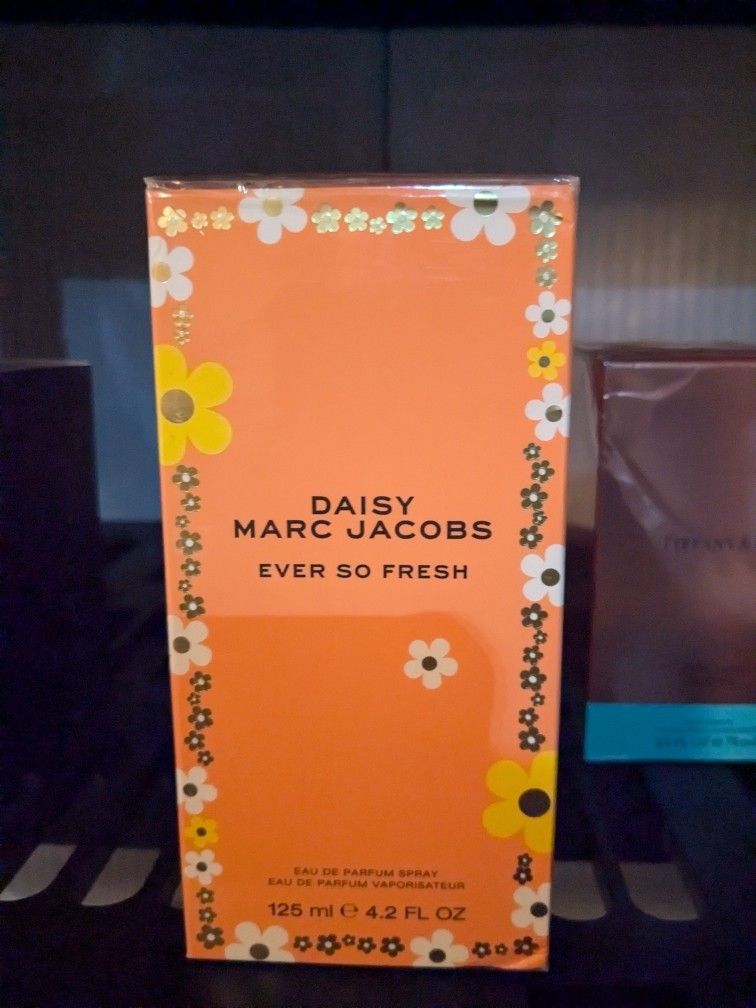 DAISY
MARC JACOBS
EVER SO FRESH
EAU DE PARFUM SPRAY
EAU DE PARFUM VAPORISATEUR
125 ml ℮ 4.2 FL OZ
TIFFANY &